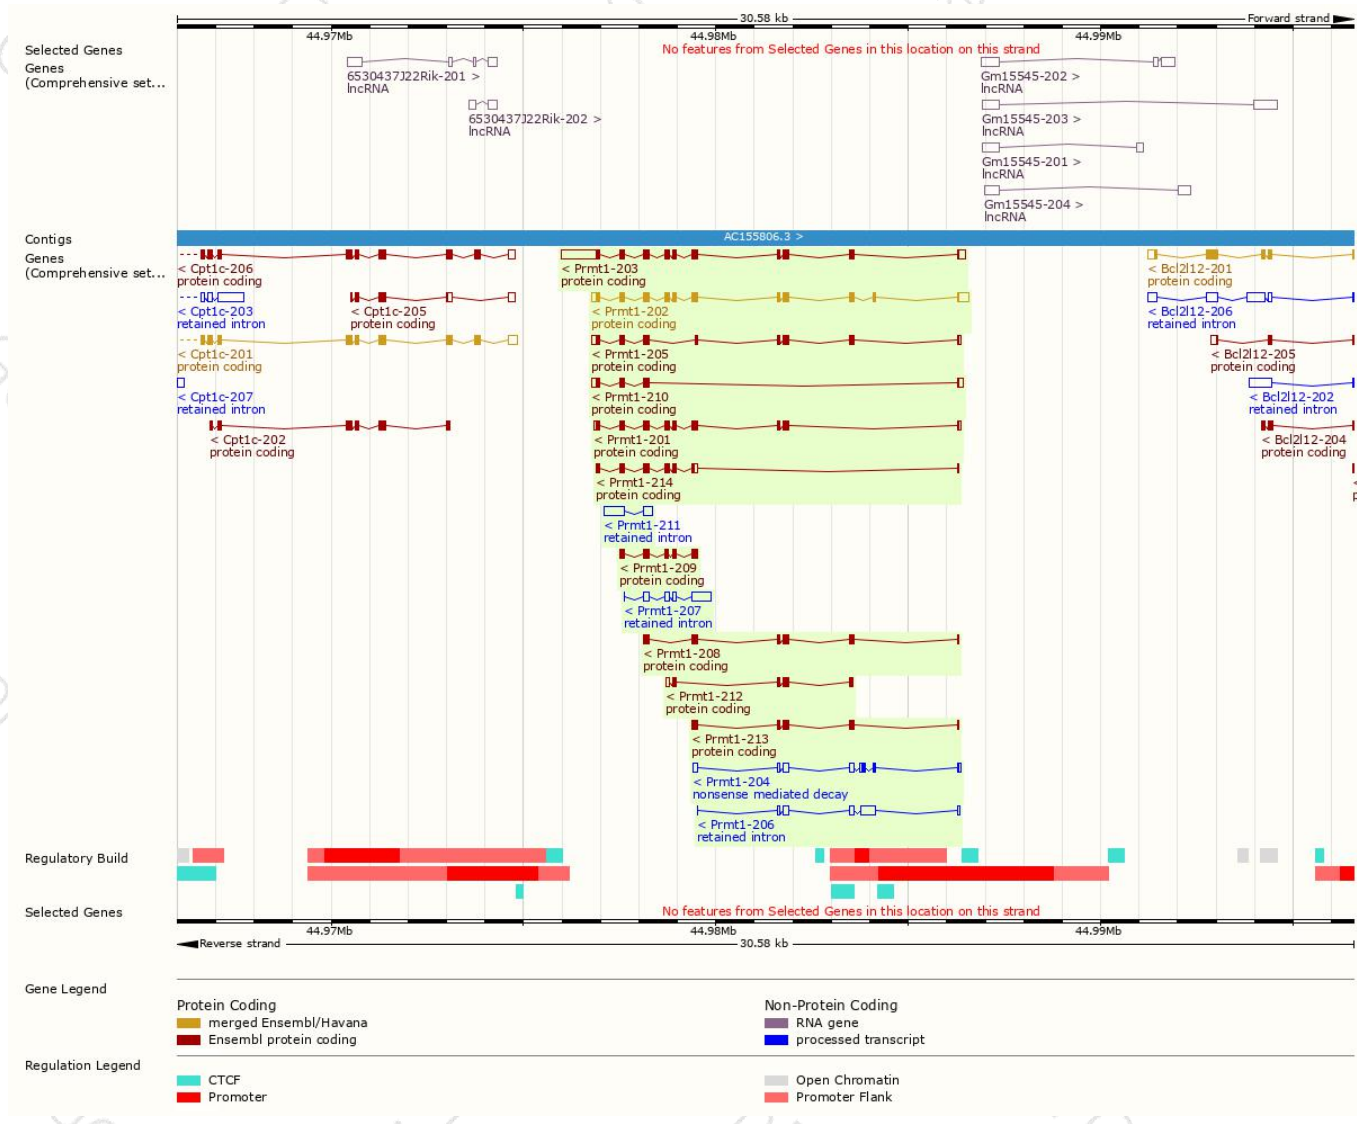 30.58 kb
Forward strand
44.97Mb 44.98Mb 44.99Mb
Selected Genes
No features from Selected Genes in this location on this strand
Genes
(Comprehensive set...
6530437J22Rik-201 >
lncRNA
6530437J22Rik-202 >
lncRNA
Gm15545-202 >
lncRNA
Gm15545-203 >
lncRNA
Gm15545-201 >
lncRNA
Gm15545-204 >
lncRNA
Contigs
AC155806.3 >
Genes
(Comprehensive set...
< Cpt1c-206
protein coding
< Cpt1c-203
retained intron
< Cpt1c-205
protein coding
< Cpt1c-201
protein coding
< Cpt1c-207
retained intron
< Cpt1c-202
protein coding
< Prmt1-203
protein coding
< Prmt1-202
protein coding
< Prmt1-205
protein coding
< Prmt1-210
protein coding
< Prmt1-201
protein coding
< Prmt1-214
protein coding
< Prmt1-211
retained intron
< Prmt1-209
protein coding
< Prmt1-207
retained intron
< Prmt1-208
protein coding
< Prmt1-212
protein coding
< Prmt1-213
protein coding
< Prmt1-204
nonsense mediated decay
< Prmt1-206
retained intron
< Bcl2l12-201
protein coding
< Bcl2l12-206
retained intron
< Bcl2l12-205
protein coding
< Bcl2l12-202
retained intron
< Bcl2l12-204
protein coding
Regulatory Build
Selected Genes
No features from Selected Genes in this location on this strand
44.97Mb 44.98Mb 44.99Mb
Reverse strand
30.58 kb
Gene Legend
Protein Coding
merged Ensembl/Havana
Ensembl protein coding
Non-Protein Coding
RNA gene
processed transcript
Regulation Legend
CTCF
Promoter
Open Chromatin
Promoter Flank